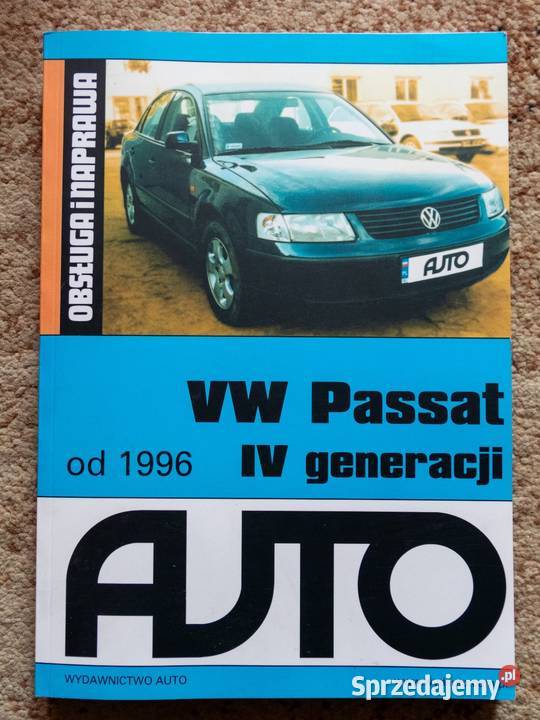 OBSŁUGA i NAPRAWA
AUTO
VW Passat
od 1996 IV generacji
AUTO
WYDAWNICTWO AUTO
Sprzedajemy.pl